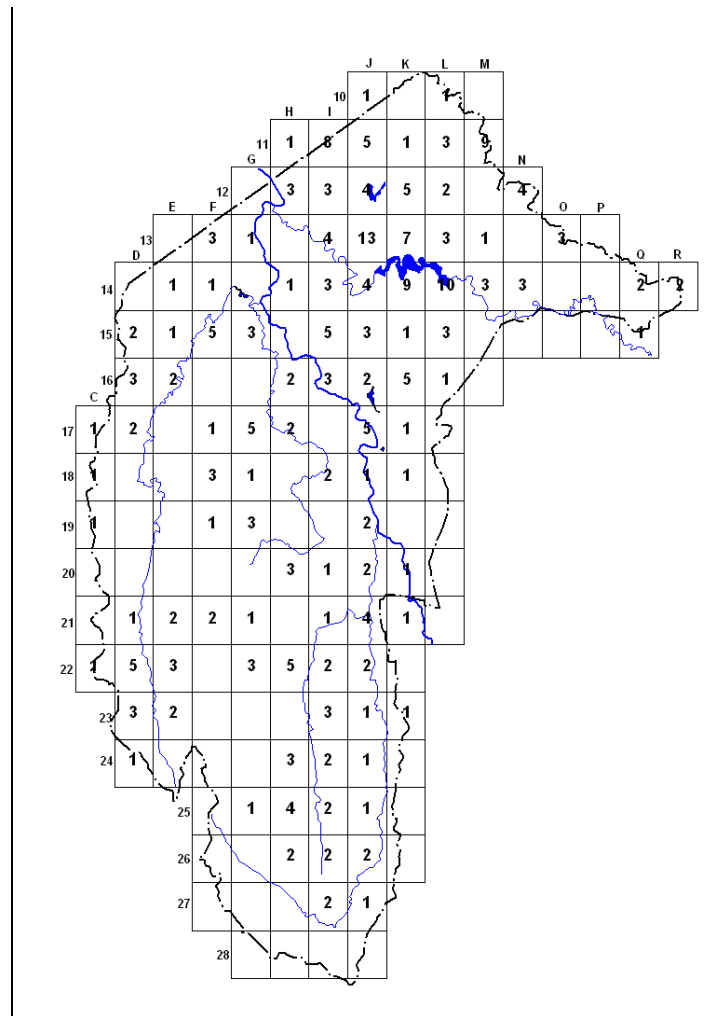 J K L M
10 1 1
H I
11 1 8 5 1 3 9
G N
12 3 3 4 5 2 4
E F O P
13 3 1 4 13 7 3 1 3
D Q R
14 1 1 1 3 4 9 10 3 3 2 2
15 2 1 5 3 5 3 1 3 1
16 3 2 2 3 2 5 1
C
17 1 2 1 5 2 5 1
18 1 3 1 2 1 1
19 1 1 3 2
20 3 1 2 1
21 1 2 2 1 1 4 1
22 1 5 3 3 5 2 2
23 3 2 3 1 1
24 1 3 2 1
25 1 4 2 1
26 2 2 2
27 2 1
28